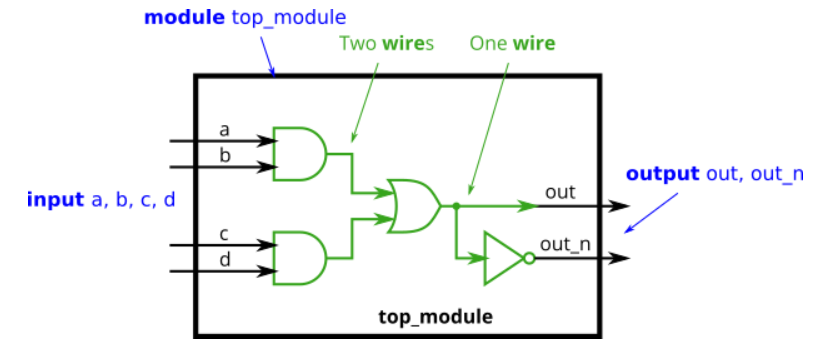 module top_module
Two wires
One wire
a
b
input a, b, c, d
c
d
out
out_n
output out, out_n
top_module